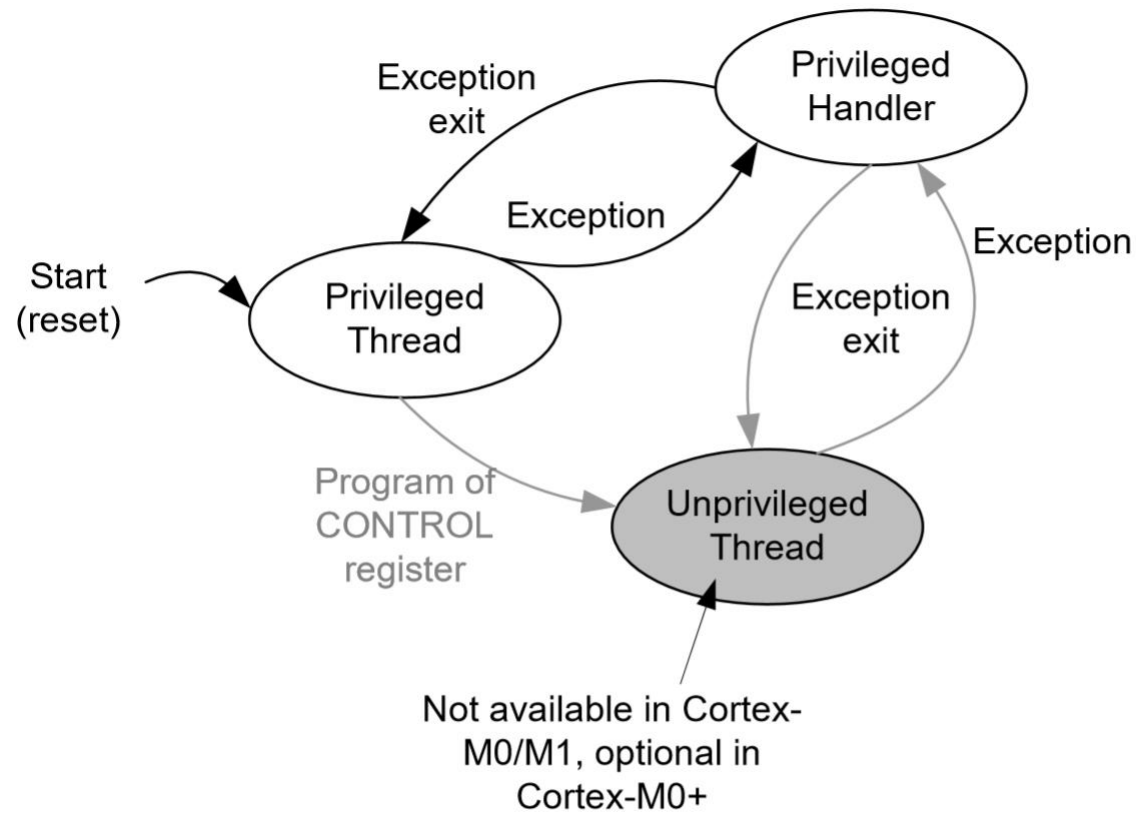 Privileged
Handler
Exception
exit
Exception
Exception
Start
(reset)
Privileged
Thread
Exception
exit
Program of
CONTROL
register
Unprivileged
Thread
Not available in Cortex-
M0/M1, optional in
Cortex-M0+